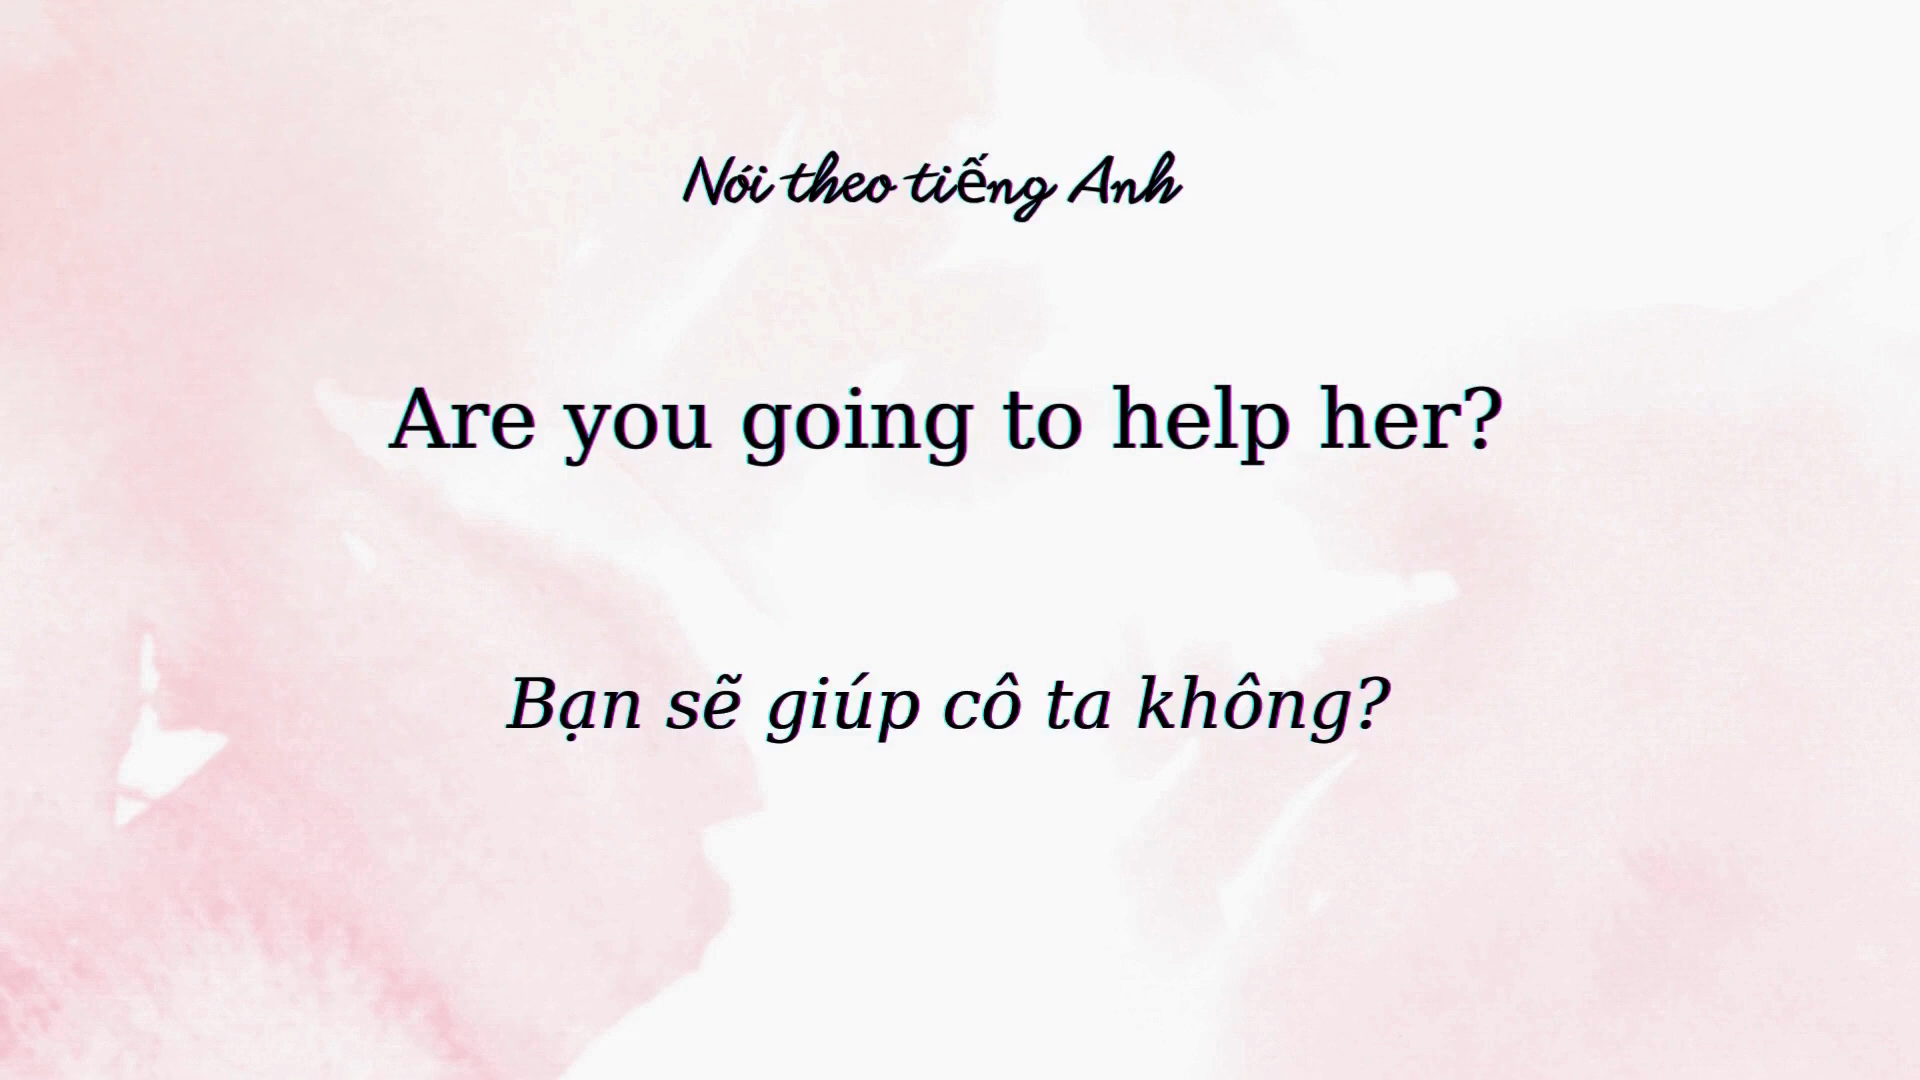 Nói theo tiếng Anh
Are you going to help her?
Bạn sẽ giúp cô ta không?